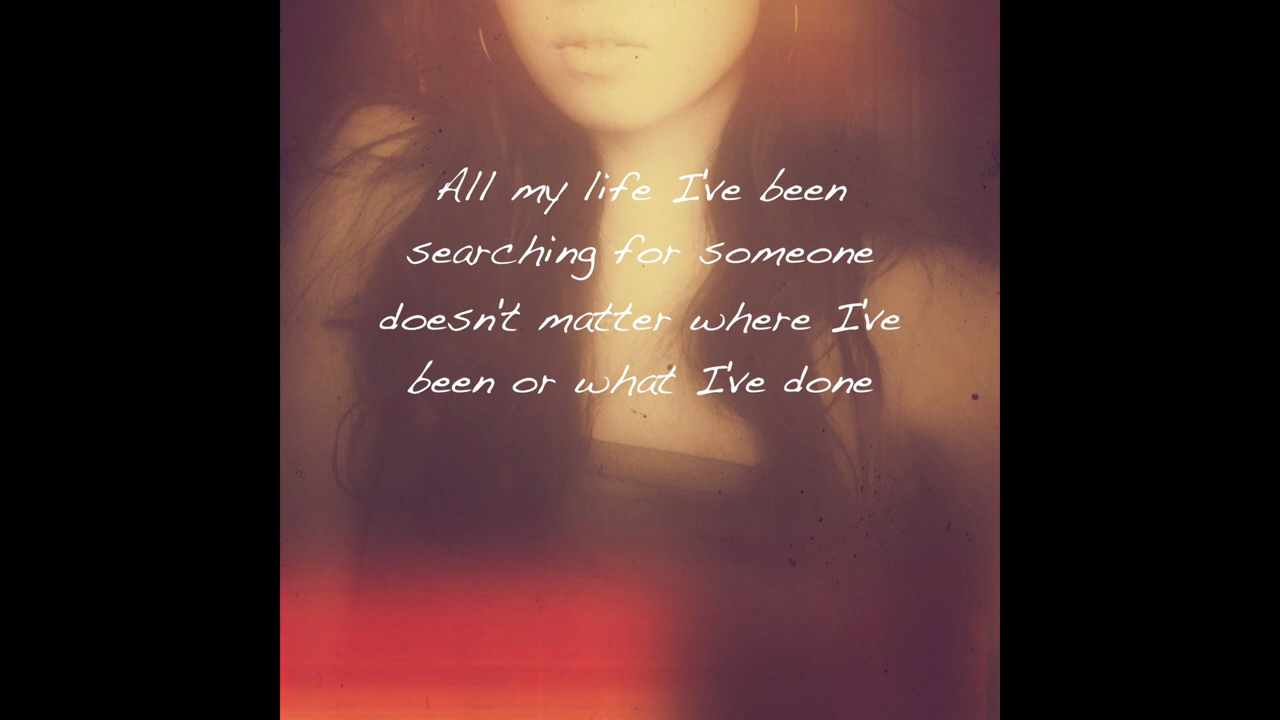 All my life I've been
searching for someone
doesn't matter where I've
been or what I've done